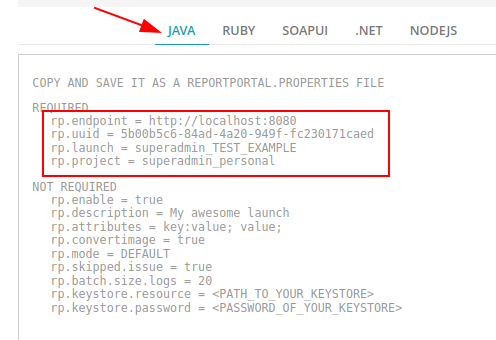 JAVA RUBY SOAPUI .NET NODEJS
COPY AND SAVE IT AS A REPORTPORTAL.PROPERTIES FILE
REQUIRED
rp.endpoint = http://localhost:8080
rp.uuid = 5b00b5c6-84ad-4a20-949f-fc230171caed
rp.launch = superadmin_TEST_EXAMPLE
rp.project = superadmin_personal
NOT REQUIRED
rp.enable = true
rp.description = My awesome launch
rp.attributes = key:value; value;
rp.convertimage = true
rp.mode = DEFAULT
rp.skipped.issue = true
rp.batch.size.logs = 20
rp.keystore.resource = <PATH_TO_YOUR_KEYSTORE>
rp.keystore.password = <PASSWORD_OF_YOUR_KEYSTORE>